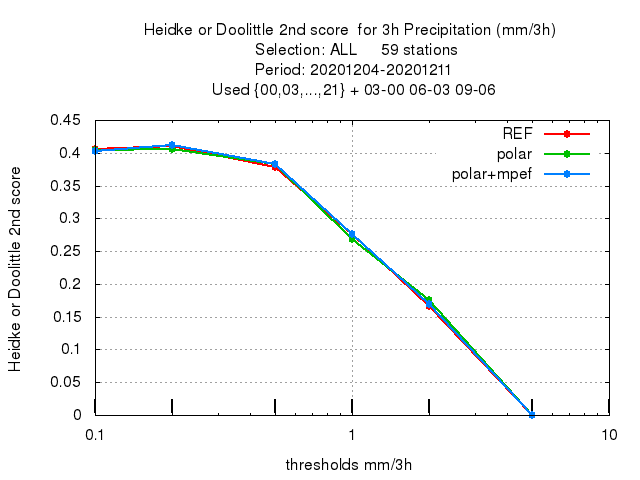 Heidke or Doolittle 2nd score  for 3h Precipitation (mm/3h)
Selection: ALL     59 stations
Period: 20201204-20201211
Used {00,03,...,21} + 03-00 06-03 09-06
REF
polar
polar+mpef
Heidke or Doolittle 2nd score
0.45
0.4
0.35
0.3
0.25
0.2
0.15
0.1
0.05
0
0.1 1 10
thresholds mm/3h